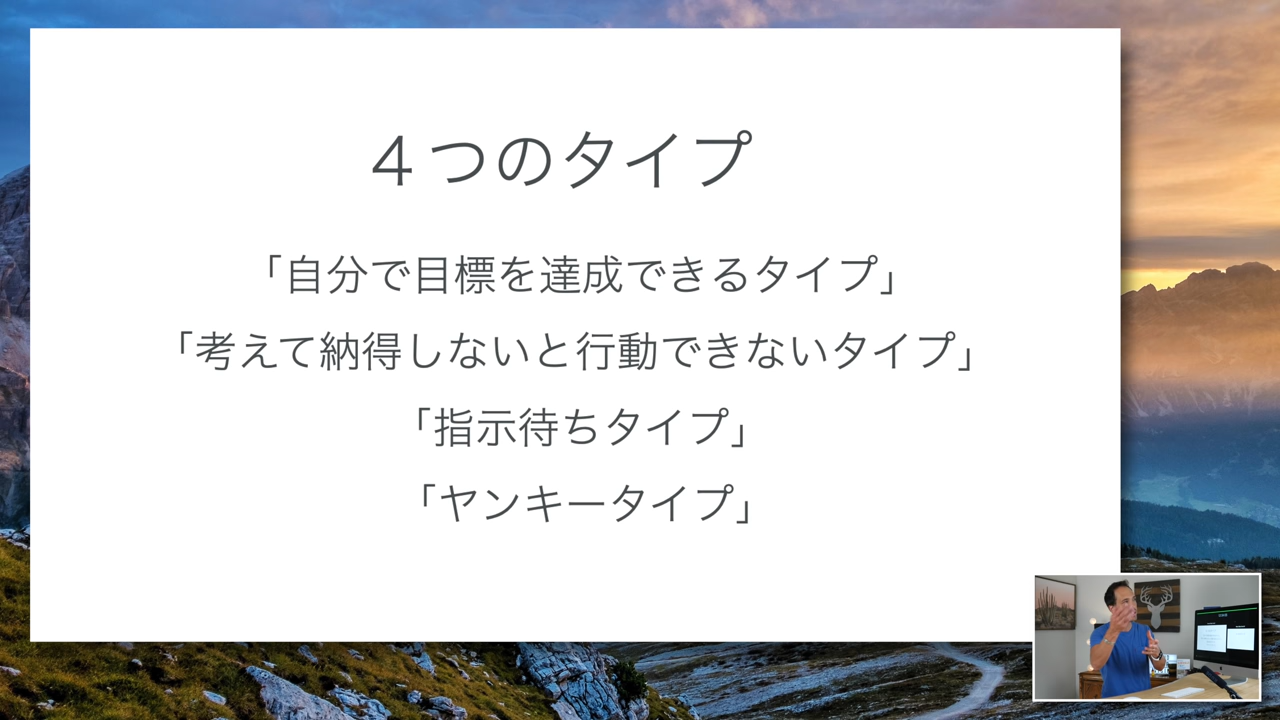 ４つのタイプ
「自分で目標を達成できるタイプ」
「考えて納得しないと行動できないタイプ」
「指示待ちタイプ」
「ヤンキータイプ」